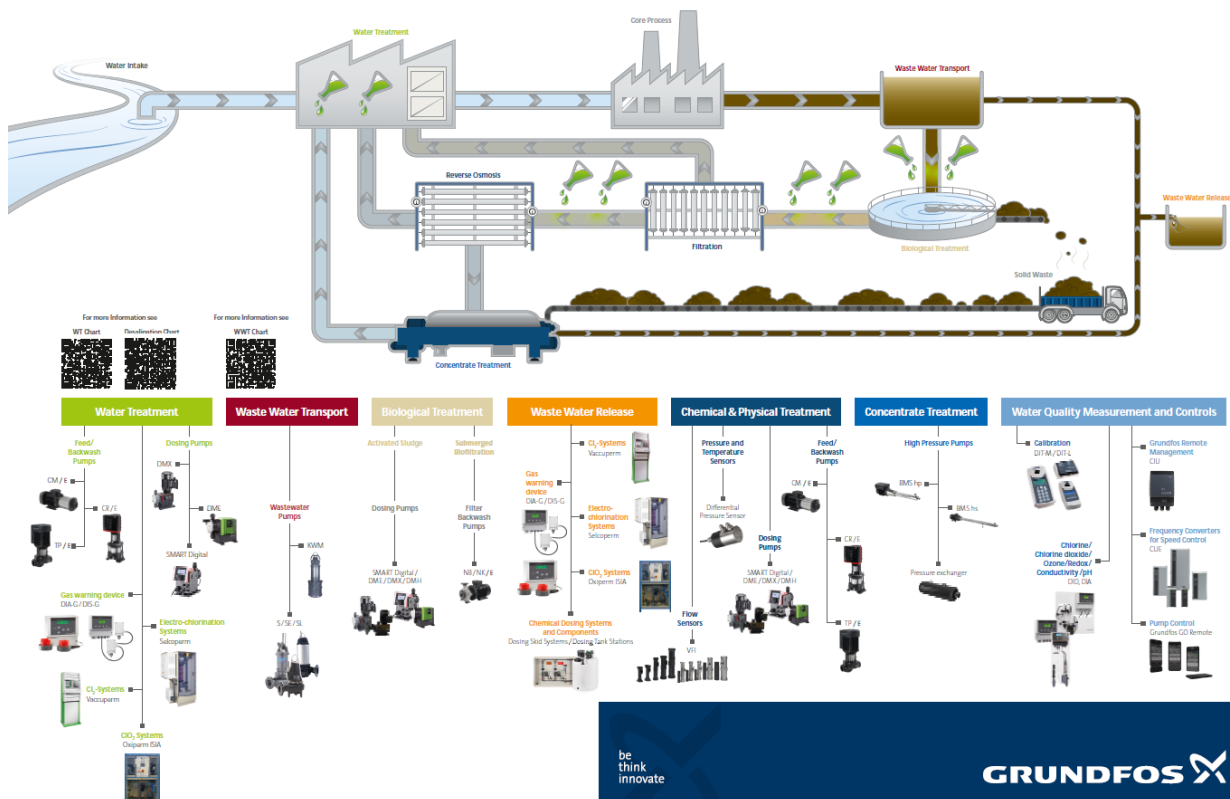 Water Intake
Water Treatment
Core Process
Waste Water Transport
Reverse Osmosis
Filtration
Biological Treatment
Waste Water Release
Solid Waste
Concentrate Treatment
For more Information see
WT Chart
Desalination Chart
For more Information see
WWT Chart
Water Treatment
Feed/
Backwash
Pumps
CM / E
CR / E
TP / E
Dosing Pumps
DMX
DME
SMART Digital
Gas warning device
DIA-G / DIS-G
Electro-chlorination
Systems
Selcoperm
Cl₂-Systems
Vaccuperm
ClO₂ Systems
Oxiperm ISIA
Waste Water Transport
Wastewater
Pumps
KWM
S / SE / SL
Biological Treatment
Activated Sludge
Dosing Pumps
SMART Digital /
DME / DMX / DMH
Submerged
Biofiltration
Filter
Backwash
Pumps
NB / NK / E
Waste Water Release
Cl₂-Systems
Vaccuperm
Gas
warning
device
DIA-G / DIS-G
Electro-
chlorination
Systems
Selcoperm
ClO₂ Systems
Oxiperm ISIA
Chemical Dosing Systems
and Components
Dosing Skid Systems / Dosing Tank Stations
Chemical & Physical Treatment
Pressure and
Temperature
Sensors
Differential
Pressure Sensor
Feed/
Backwash
Pumps
CM / E
CR / E
TP / E
Dosing
Pumps
SMART Digital /
DME / DMX / DMH
Flow
Sensors
VFI
Concentrate Treatment
High Pressure Pumps
BMS hp
BMS hs
Pressure exchanger
Water Quality Measurement and Controls
Calibration
DIT-M / DIT-L
Grundfos Remote
Management
CIU
Frequency Converters
for Speed Control
CUE
Chlorine/
Chlorine dioxide/
Ozone/Redox/
Conductivity /pH
DID, DIA
Pump Control
Grundfos GO Remote
be
think
innovate
GRUNDFOS